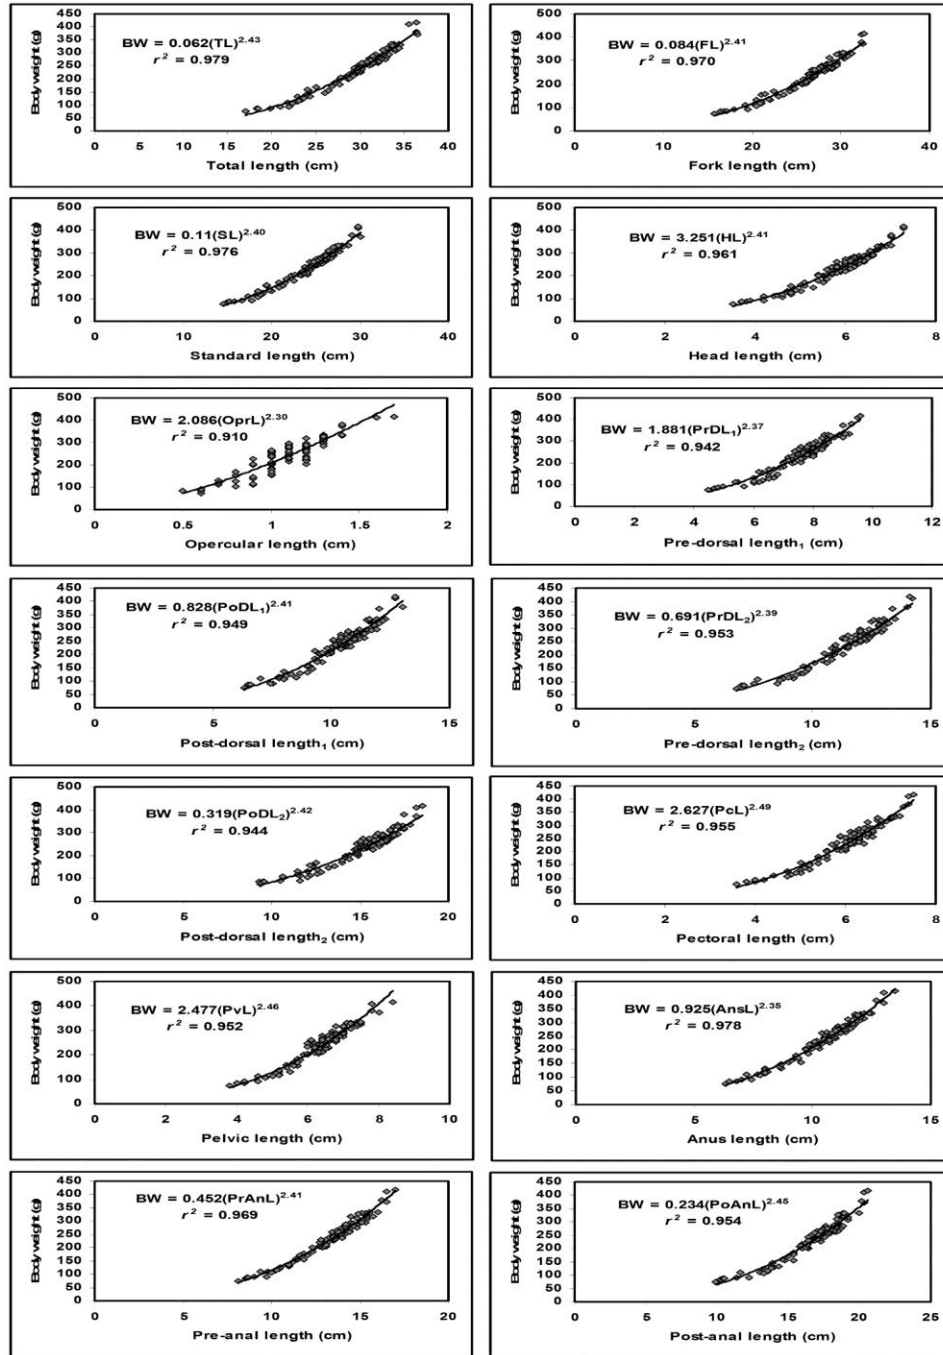 Body weight (g)
450
400
350
300
250
200
150
100
50
0
BW = 0.062(TL)^2.43
r² = 0.979
0 5 10 15 20 25 30 35 40
Total length (cm)
Body weight (g)
500
400
300
200
100
0
BW = 0.084(FL)^2.41
r² = 0.970
0 10 20 30 40
Fork length (cm)
Body weight (g)
500
400
300
200
100
0
BW = 0.11(SL)^2.40
r² = 0.976
0 10 20 30 40
Standard length (cm)
Body weight (g)
500
400
300
200
100
0
BW = 3.251(HL)^2.41
r² = 0.961
0 2 4 6 8
Head length (cm)
Body weight (g)
500
400
300
200
100
0
BW = 2.086(OprL)^2.30
r² = 0.910
0 0.5 1 1.5 2
Opercular length (cm)
Body weight (g)
500
400
300
200
100
0
BW = 1.881(PrDL₁)^2.37
r² = 0.942
0 2 4 6 8 10 12
Pre-dorsal length₁ (cm)
Body weight (g)
450
400
350
300
250
200
150
100
50
0
BW = 0.828(PoDL₁)^2.41
r² = 0.949
0 5 10 15
Post-dorsal length₁ (cm)
Body weight (g)
450
400
350
300
250
200
150
100
50
0
BW = 0.691(PrDL₂)^2.39
r² = 0.953
0 5 10 15
Pre-dorsal length₂ (cm)
Body weight (g)
500
400
300
200
100
0
BW = 0.319(PoDL₂)^2.42
r² = 0.944
0 5 10 15 20
Post-dorsal length₂ (cm)
Body weight (g)
450
400
350
300
250
200
150
100
50
0
BW = 2.627(PcL)^2.49
r² = 0.955
0 2 4 6 8
Pectoral length (cm)
Body weight (g)
500
400
300
200
100
0
BW = 2.477(PvL)^2.46
r² = 0.952
0 2 4 6 8 10
Pelvic length (cm)
Body weight (g)
450
400
350
300
250
200
150
100
50
0
BW = 0.925(AnsL)^2.35
r² = 0.978
0 5 10 15
Anus length (cm)
Body weight (g)
450
400
350
300
250
200
150
100
50
0
BW = 0.452(PrAnL)^2.41
r² = 0.969
0 5 10 15 20
Pre-anal length (cm)
Body weight (g)
450
400
350
300
250
200
150
100
50
0
BW = 0.234(PoAnL)^2.45
r² = 0.954
0 5 10 15 20 25
Post-anal length (cm)